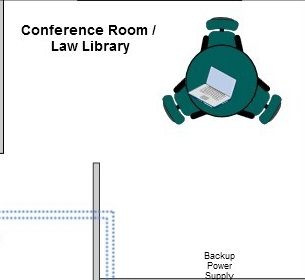 Conference Room /
Law Library
Backup
Power
Supply